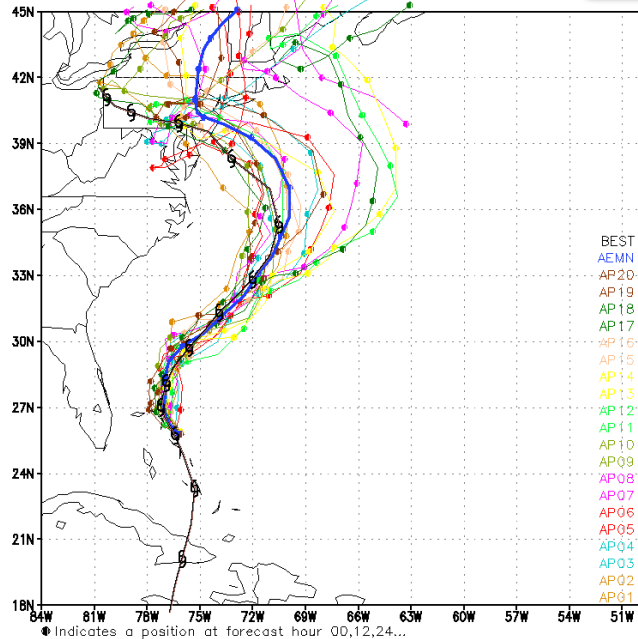 45N
42N
39N
36N
33N
30N
27N
24N
21N
18N
BEST
AEMN
AP20
AP19
AP18
AP17
AP16
AP15
AP14
AP13
AP12
AP11
AP10
AP09
AP08
AP07
AP06
AP05
AP04
AP03
AP02
AP01
84W 81W 78W 75W 72W 69W 66W 63W 60W 57W 54W 51W
Indicates a position at forecast hour 00,12,24...